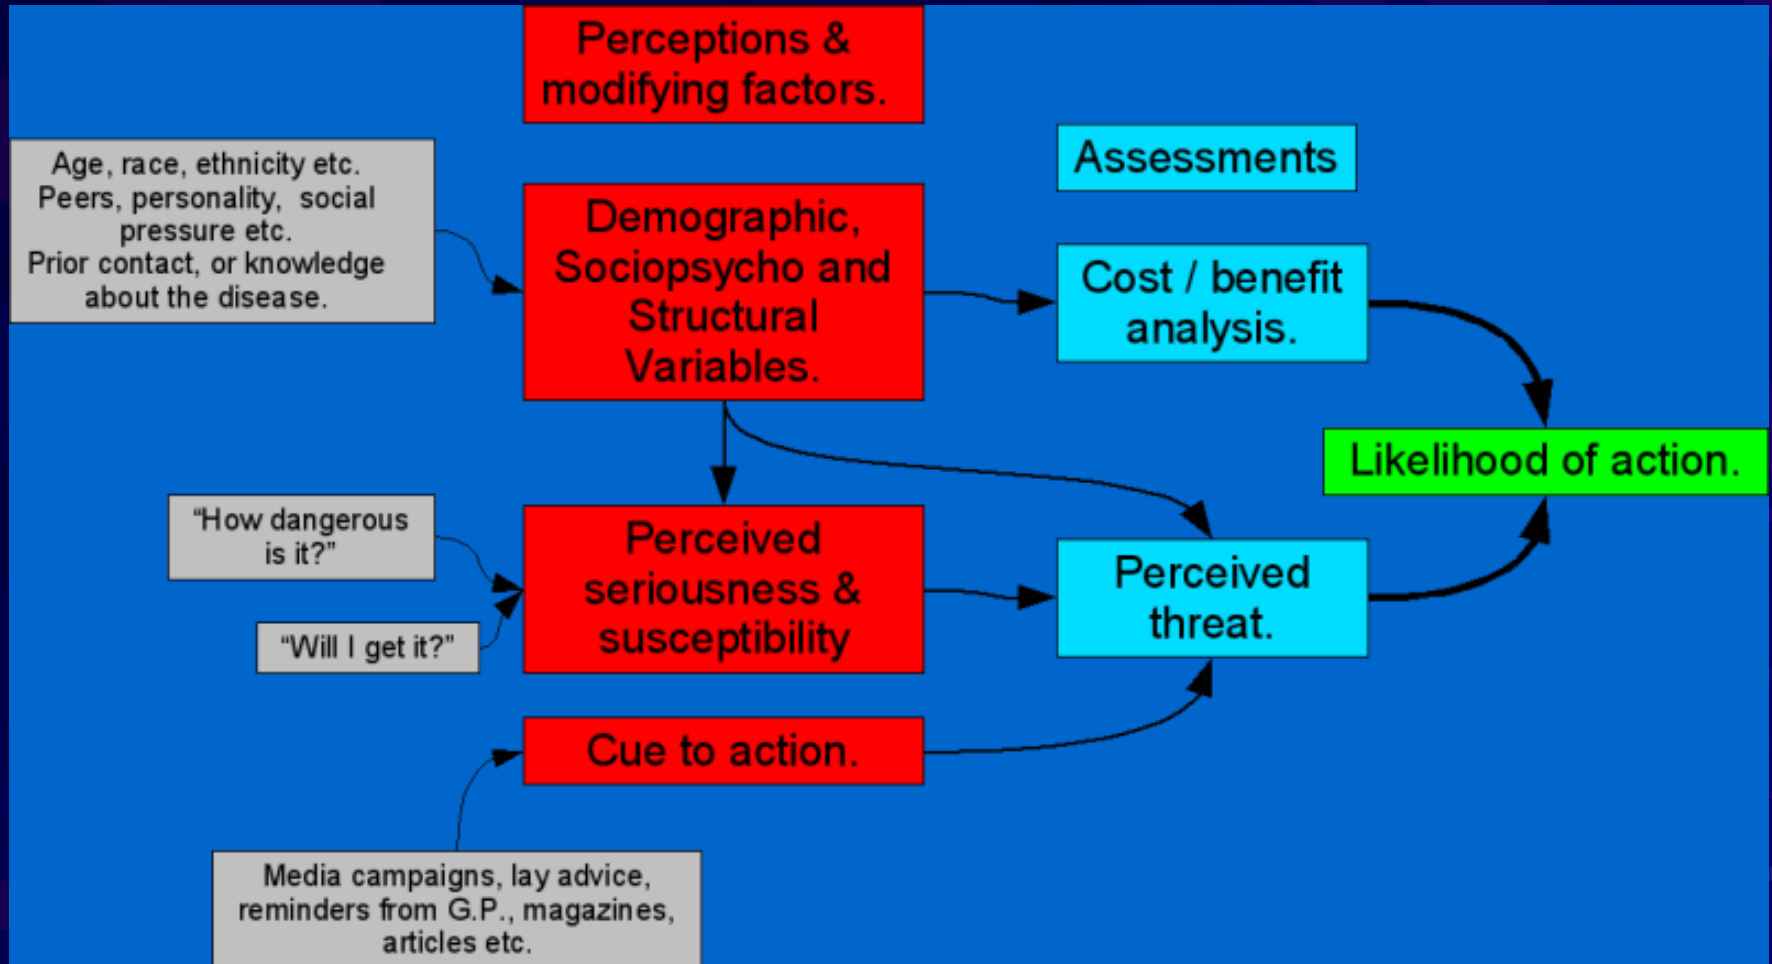 Perceptions &
modifying factors.
Assessments
Age, race, ethnicity etc.
Peers, personality, social
pressure etc.
Prior contact, or knowledge
about the disease.
Demographic,
Sociopsycho and
Structural
Variables.
Cost / benefit
analysis.
Likelihood of action.
“How dangerous
is it?”
“Will I get it?”
Perceived
seriousness &
susceptibility
Perceived
threat.
Cue to action.
Media campaigns, lay advice,
reminders from G.P., magazines,
articles etc.